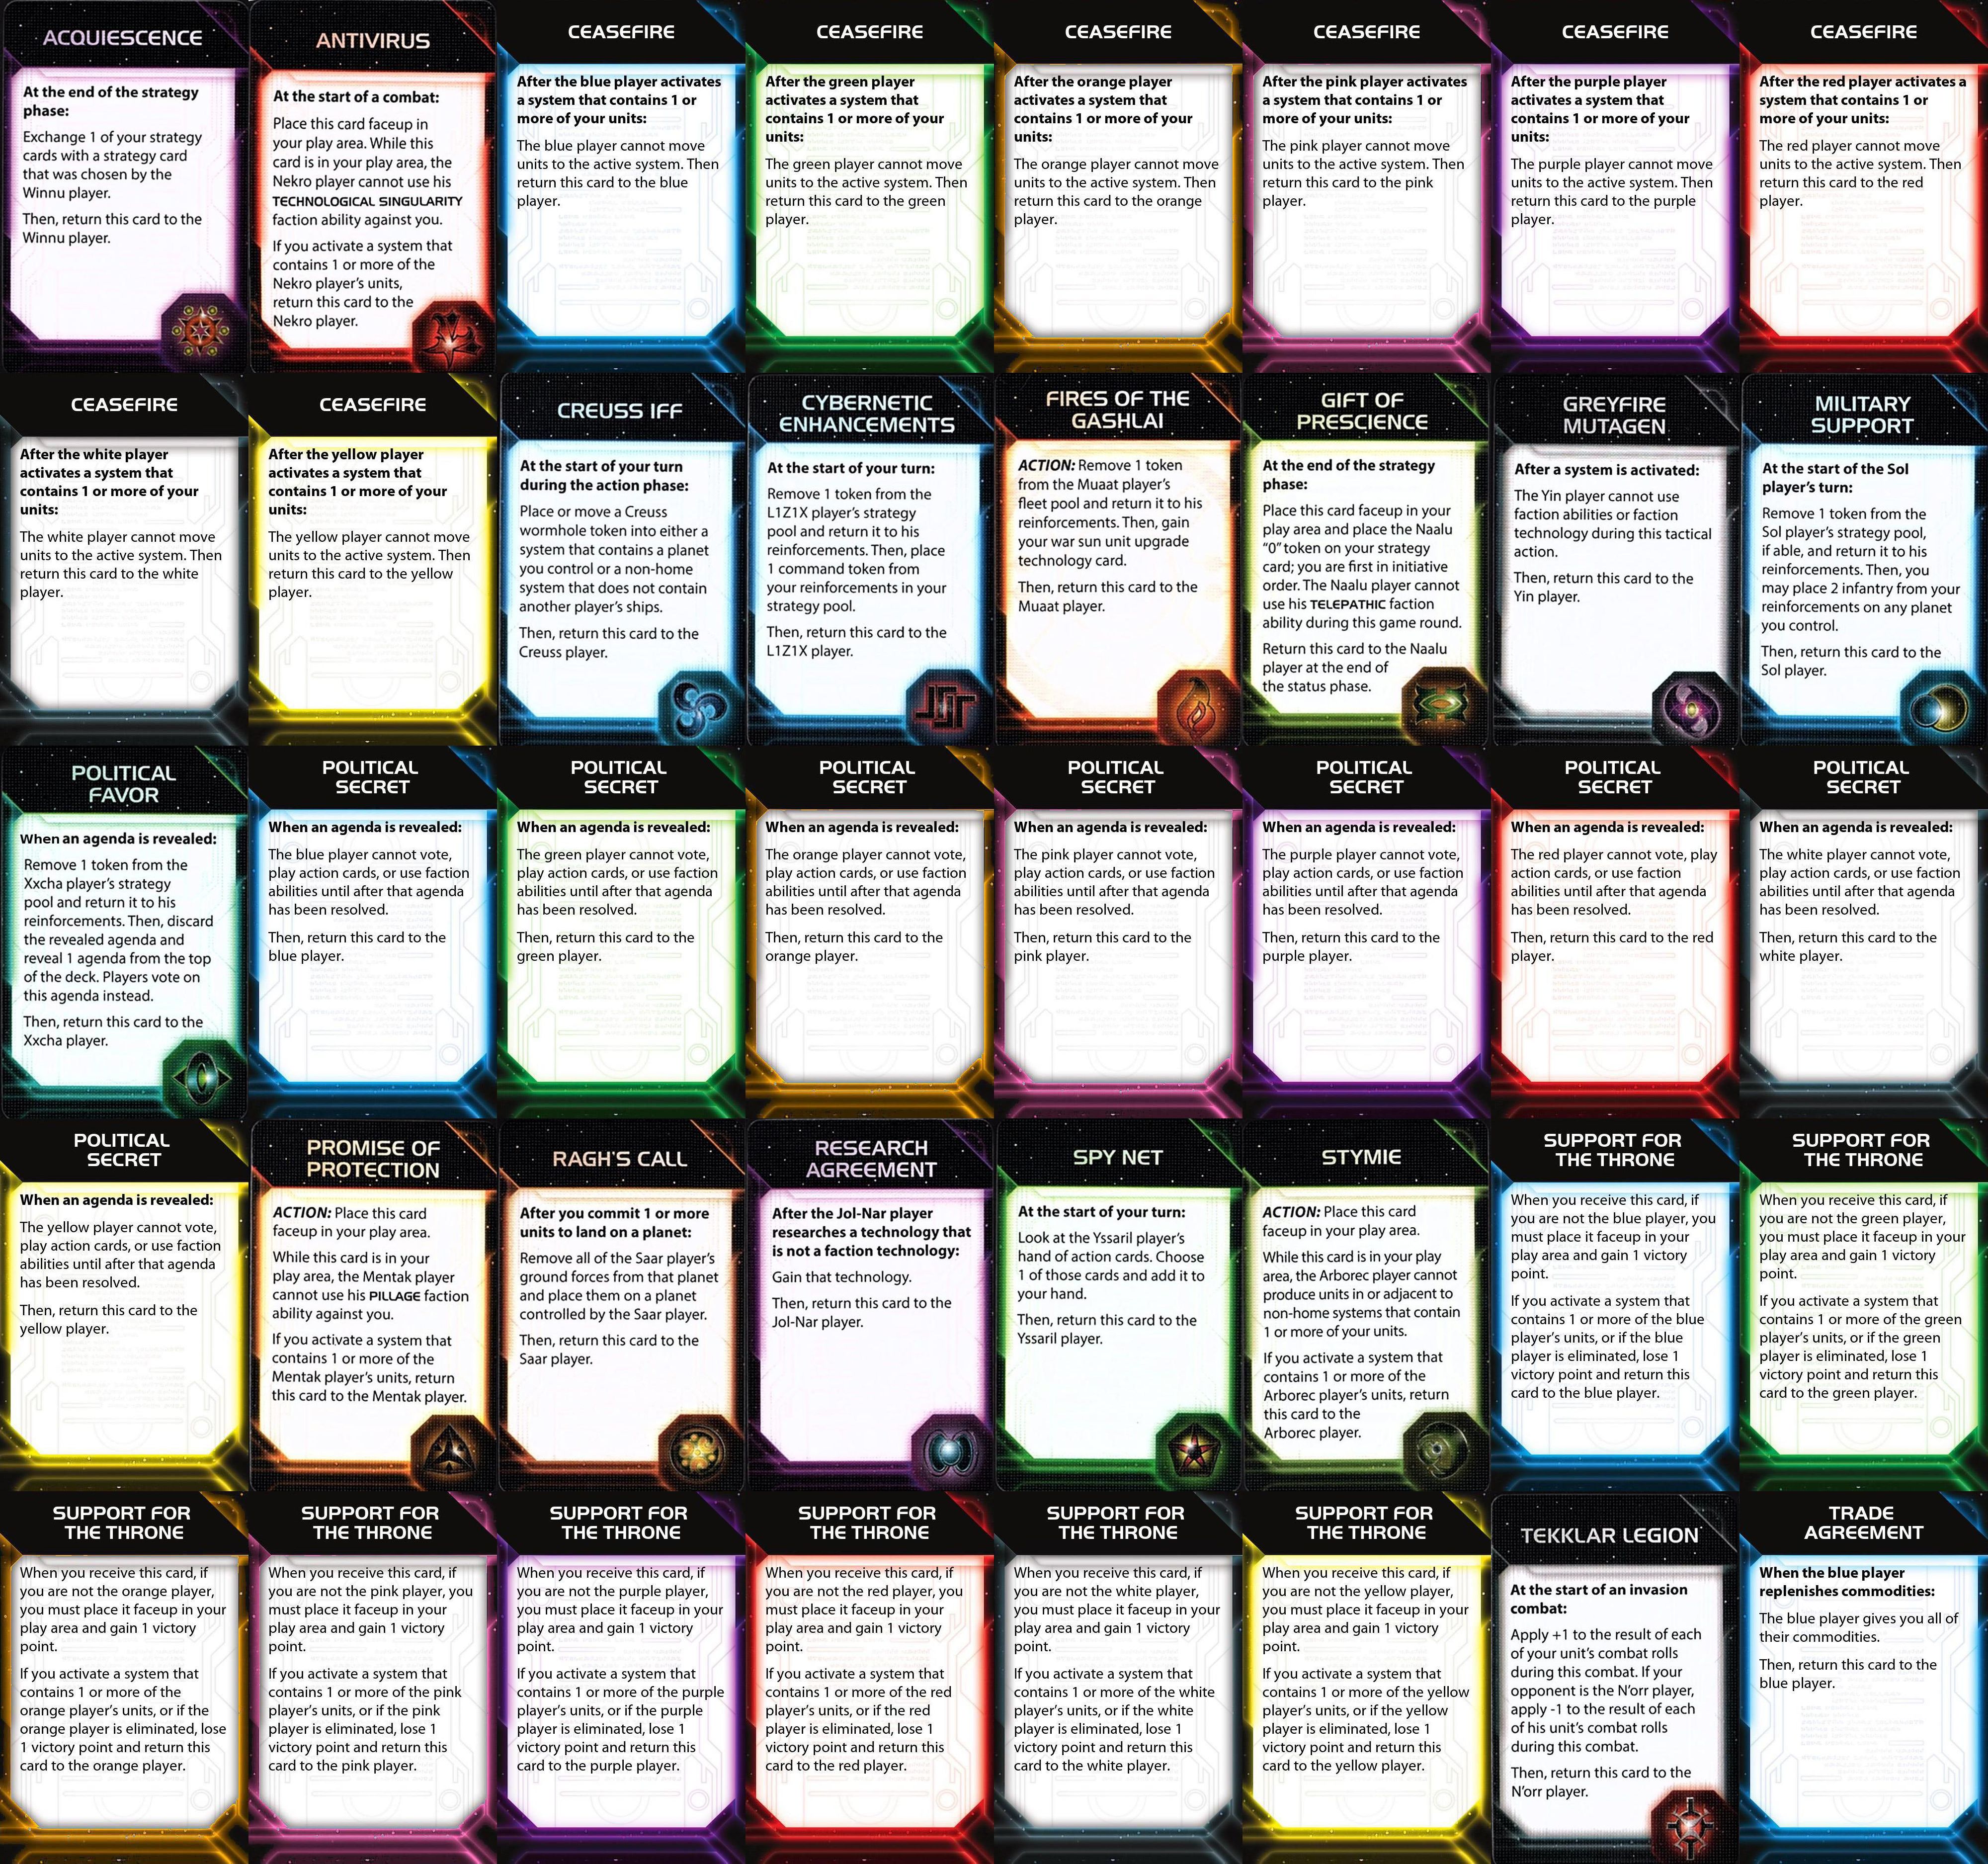 ACQUIESCENCE
At the end of the strategy
phase:
Exchange 1 of your strategy
cards with a strategy card
that was chosen by the
Winnu player.
Then, return this card to the
Winnu player.
ANTIVIRUS
At the start of a combat:
Place this card faceup in
your play area. While this
card is in your play area, the
Nekro player cannot use his
TECHNOLOGICAL SINGULARITY
faction ability against you.
If you activate a system that
contains 1 or more of the
Nekro player's units,
return this card to the
Nekro player.
CEASEFIRE
After the blue player activates
a system that contains 1 or
more of your units:
The blue player cannot move
units to the active system. Then
return this card to the blue
player.
CEASEFIRE
After the green player
activates a system that
contains 1 or more of your
units:
The green player cannot move
units to the active system. Then
return this card to the green
player.
CEASEFIRE
After the orange player
activates a system that
contains 1 or more of your
units:
The orange player cannot move
units to the active system. Then
return this card to the orange
player.
CEASEFIRE
After the pink player activates
a system that contains 1 or
more of your units:
The pink player cannot move
units to the active system. Then
return this card to the pink
player.
CEASEFIRE
After the purple player
activates a system that
contains 1 or more of your
units:
The purple player cannot move
units to the active system. Then
return this card to the purple
player.
CEASEFIRE
After the red player activates a
system that contains 1 or
more of your units:
The red player cannot move
units to the active system. Then
return this card to the red
player.
CEASEFIRE
After the white player
activates a system that
contains 1 or more of your
units:
The white player cannot move
units to the active system. Then
return this card to the white
player.
CEASEFIRE
After the yellow player
activates a system that
contains 1 or more of your
units:
The yellow player cannot move
units to the active system. Then
return this card to the yellow
player.
CREUSS IFF
At the start of your turn
during the action phase:
Place or move a Creuss
wormhole token into either a
system that contains a planet
you control or a non-home
system that does not contain
another player's ships.
Then, return this card to the
Creuss player.
CYBERNETIC
ENHANCEMENTS
At the start of your turn:
Remove 1 token from the
L1Z1X player's strategy
pool and return it to his
reinforcements. Then, place
1 command token from
your reinforcements in your
strategy pool.
Then, return this card to the
L1Z1X player.
FIRES OF THE
GASHLAI
ACTION: Remove 1 token
from the Muaat player's
fleet pool and return it to his
reinforcements. Then, gain
your war sun unit upgrade
technology card.
Then, return this card to the
Muaat player.
GIFT OF
PRESCIENCE
At the end of the strategy
phase:
Place this card faceup in your
play area and place the Naalu
"0" token on your strategy
card; you are first in initiative
order. The Naalu player cannot
use his TELEPATHIC faction
ability during this game round.
Return this card to the Naalu
player at the end of
the status phase.
GREYFIRE
MUTAGEN
After a system is activated:
The Yin player cannot use
faction abilities or faction
technology during this tactical
action.
Then, return this card to the
Yin player.
MILITARY
SUPPORT
At the start of the Sol
player's turn:
Remove 1 token from the
Sol player's strategy pool,
if able, and return it to his
reinforcements. Then, you
may place 2 infantry from your
reinforcements on any planet
you control.
Then, return this card to the
Sol player.
POLITICAL
FAVOR
When an agenda is revealed:
Remove 1 token from the
Xxcha player's strategy
pool and return it to his
reinforcements. Then, discard
the revealed agenda and
reveal 1 agenda from the top
of the deck. Players vote on
this agenda instead.
Then, return this card to the
Xxcha player.
POLITICAL
SECRET
When an agenda is revealed:
The blue player cannot vote,
play action cards, or use faction
abilities until after that agenda
has been resolved.
Then, return this card to the
blue player.
POLITICAL
SECRET
When an agenda is revealed:
The green player cannot vote,
play action cards, or use faction
abilities until after that agenda
has been resolved.
Then, return this card to the
green player.
POLITICAL
SECRET
When an agenda is revealed:
The orange player cannot vote,
play action cards, or use faction
abilities until after that agenda
has been resolved.
Then, return this card to the
orange player.
POLITICAL
SECRET
When an agenda is revealed:
The pink player cannot vote,
play action cards, or use faction
abilities until after that agenda
has been resolved.
Then, return this card to the
pink player.
POLITICAL
SECRET
When an agenda is revealed:
The purple player cannot vote,
play action cards, or use faction
abilities until after that agenda
has been resolved.
Then, return this card to the
purple player.
POLITICAL
SECRET
When an agenda is revealed:
The red player cannot vote, play
action cards, or use faction
abilities until after that agenda
has been resolved.
Then, return this card to the red
player.
POLITICAL
SECRET
When an agenda is revealed:
The white player cannot vote,
play action cards, or use faction
abilities until after that agenda
has been resolved.
Then, return this card to the
white player.
POLITICAL
SECRET
When an agenda is revealed:
The yellow player cannot vote,
play action cards, or use faction
abilities until after that agenda
has been resolved.
Then, return this card to the
yellow player.
PROMISE OF
PROTECTION
ACTION: Place this card
faceup in your play area.
While this card is in your
play area, the Mentak player
cannot use his PILLAGE faction
ability against you.
If you activate a system that
contains 1 or more of the
Mentak player's units, return
this card to the Mentak player.
RAGH'S CALL
After you commit 1 or more
units to land on a planet:
Remove all of the Saar player's
ground forces from that planet
and place them on a planet
controlled by the Saar player.
Then, return this card to the
Saar player.
RESEARCH
AGREEMENT
After the Jol-Nar player
researches a technology that
is not a faction technology:
Gain that technology.
Then, return this card to the
Jol-Nar player.
SPY NET
At the start of your turn:
Look at the Yssaril player's
hand of action cards. Choose
1 of those cards and add it to
your hand.
Then, return this card to the
Yssaril player.
STYMIE
ACTION: Place this card
faceup in your play area.
While this card is in your play
area, the Arborec player cannot
produce units in or adjacent to
non-home systems that contain
1 or more of your units.
If you activate a system that
contains 1 or more of the
Arborec player's units, return
this card to the
Arborec player.
SUPPORT FOR
THE THRONE
When you receive this card, if
you are not the blue player, you
must place it faceup in your
play area and gain 1 victory
point.
If you activate a system that
contains 1 or more of the blue
player's units, or if the blue
player is eliminated, lose 1
victory point and return this
card to the blue player.
SUPPORT FOR
THE THRONE
When you receive this card, if
you are not the green player,
you must place it faceup in your
play area and gain 1 victory
point.
If you activate a system that
contains 1 or more of the green
player's units, or if the green
player is eliminated, lose 1
victory point and return this
card to the green player.
SUPPORT FOR
THE THRONE
When you receive this card, if
you are not the orange player,
you must place it faceup in your
play area and gain 1 victory
point.
If you activate a system that
contains 1 or more of the
orange player's units, or if the
orange player is eliminated, lose
1 victory point and return this
card to the orange player.
SUPPORT FOR
THE THRONE
When you receive this card, if
you are not the pink player, you
must place it faceup in your
play area and gain 1 victory
point.
If you activate a system that
contains 1 or more of the pink
player's units, or if the pink
player is eliminated, lose 1
victory point and return this
card to the pink player.
SUPPORT FOR
THE THRONE
When you receive this card, if
you are not the purple player,
you must place it faceup in your
play area and gain 1 victory
point.
If you activate a system that
contains 1 or more of the purple
player's units, or if the purple
player is eliminated, lose 1
victory point and return this
card to the purple player.
SUPPORT FOR
THE THRONE
When you receive this card, if
you are not the red player, you
must place it faceup in your
play area and gain 1 victory
point.
If you activate a system that
contains 1 or more of the red
player's units, or if the red
player is eliminated, lose 1
victory point and return this
card to the red player.
SUPPORT FOR
THE THRONE
When you receive this card, if
you are not the white player,
you must place it faceup in your
play area and gain 1 victory
point.
If you activate a system that
contains 1 or more of the white
player's units, or if the white
player is eliminated, lose 1
victory point and return this
card to the white player.
SUPPORT FOR
THE THRONE
When you receive this card, if
you are not the yellow player,
you must place it faceup in your
play area and gain 1 victory
point.
If you activate a system that
contains 1 or more of the yellow
player's units, or if the yellow
player is eliminated, lose 1
victory point and return this
card to the yellow player.
TEKKLAR LEGION
At the start of an invasion
combat:
Apply +1 to the result of each
of your unit's combat rolls
during this combat. If your
opponent is the N'orr player,
apply -1 to the result of each
of his unit's combat rolls
during this combat.
Then, return this card to the
N'orr player.
TRADE
AGREEMENT
When the blue player
replenishes commodities:
The blue player gives you all of
their commodities.
Then, return this card to the
blue player.